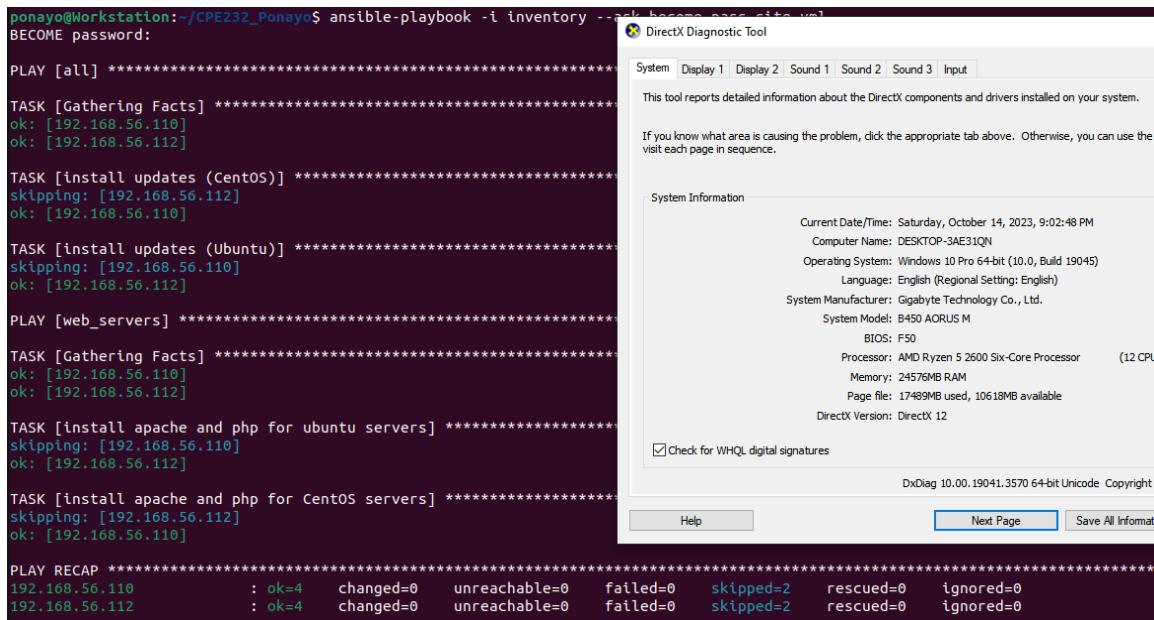 ponayo@Workstation:~/CPE232_Ponayo$ ansible-playbook -i inventory --ask-become-pass site.yml
BECOME password:
PLAY [all] **********************************************************
TASK [Gathering Facts] **********************************************
ok: [192.168.56.110]
ok: [192.168.56.112]
TASK [install updates (CentOS)] *************************************
skipping: [192.168.56.112]
ok: [192.168.56.110]
TASK [install updates (Ubuntu)] *************************************
skipping: [192.168.56.110]
ok: [192.168.56.112]
PLAY [web_servers] **************************************************
TASK [Gathering Facts] **********************************************
ok: [192.168.56.110]
ok: [192.168.56.112]
TASK [install apache and php for ubuntu servers] ********************
skipping: [192.168.56.110]
ok: [192.168.56.112]
TASK [install apache and php for CentOS servers] ********************
skipping: [192.168.56.112]
ok: [192.168.56.110]
PLAY RECAP **********************************************************************************************************************
192.168.56.110 : ok=4 changed=0 unreachable=0 failed=0 skipped=2 rescued=0 ignored=0
192.168.56.112 : ok=4 changed=0 unreachable=0 failed=0 skipped=2 rescued=0 ignored=0
DirectX Diagnostic Tool
System Display 1 Display 2 Sound 1 Sound 2 Sound 3 Input
This tool reports detailed information about the DirectX components and drivers installed on your system.
If you know what area is causing the problem, click the appropriate tab above. Otherwise, you can use the
visit each page in sequence.
System Information
Current Date/Time: Saturday, October 14, 2023, 9:02:48 PM
Computer Name: DESKTOP-3AE31QN
Operating System: Windows 10 Pro 64-bit (10.0, Build 19045)
Language: English (Regional Setting: English)
System Manufacturer: Gigabyte Technology Co., Ltd.
System Model: B450 AORUS M
BIOS: F50
Processor: AMD Ryzen 5 2600 Six-Core Processor (12 CPU
Memory: 24576MB RAM
Page file: 17489MB used, 10618MB available
DirectX Version: DirectX 12
Check for WHQL digital signatures
DxDiag 10.00.19041.3570 64-bit Unicode Copyright
Help Next Page Save All Informat